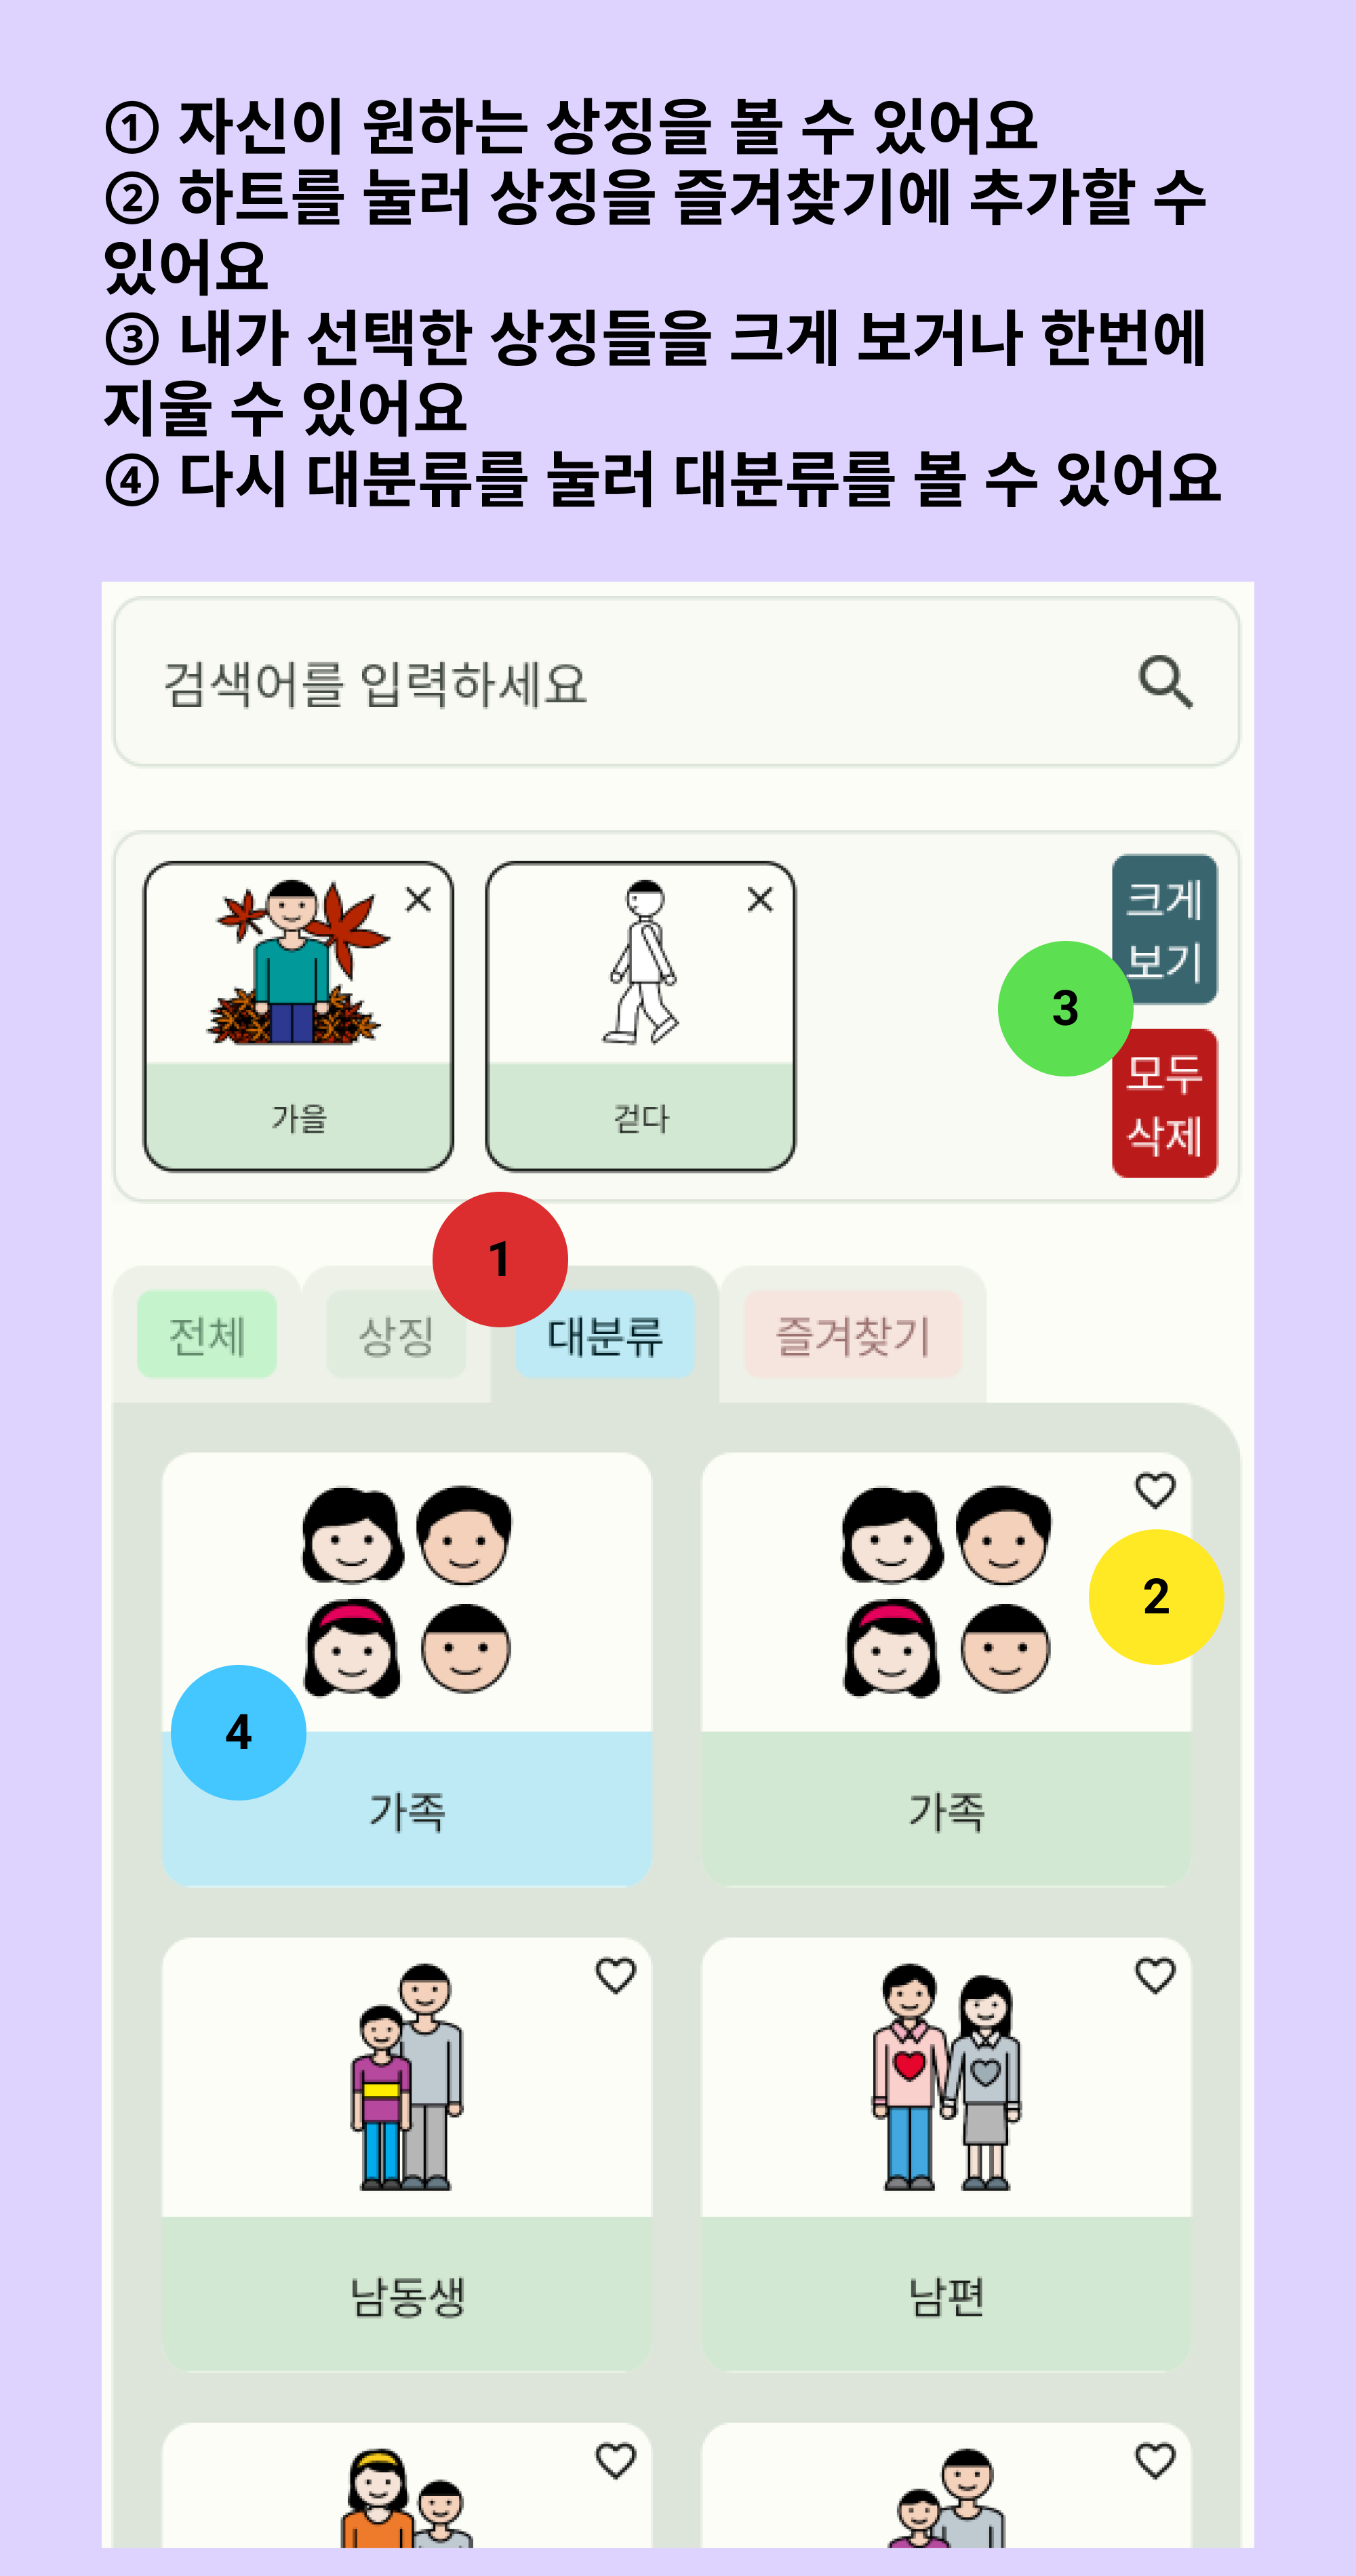 ① 자신이 원하는 상징을 볼 수 있어요
② 하트를 눌러 상징을 즐겨찾기에 추가할 수
있어요
③ 내가 선택한 상징들을 크게 보거나 한번에
지울 수 있어요
④ 다시 대분류를 눌러 대분류를 볼 수 있어요
검색어를 입력하세요
가을
걷다
크게
보기
3
모두
삭제
1
전체
상징
대분류
즐겨찾기
2
4
가족
가족
남동생
남편